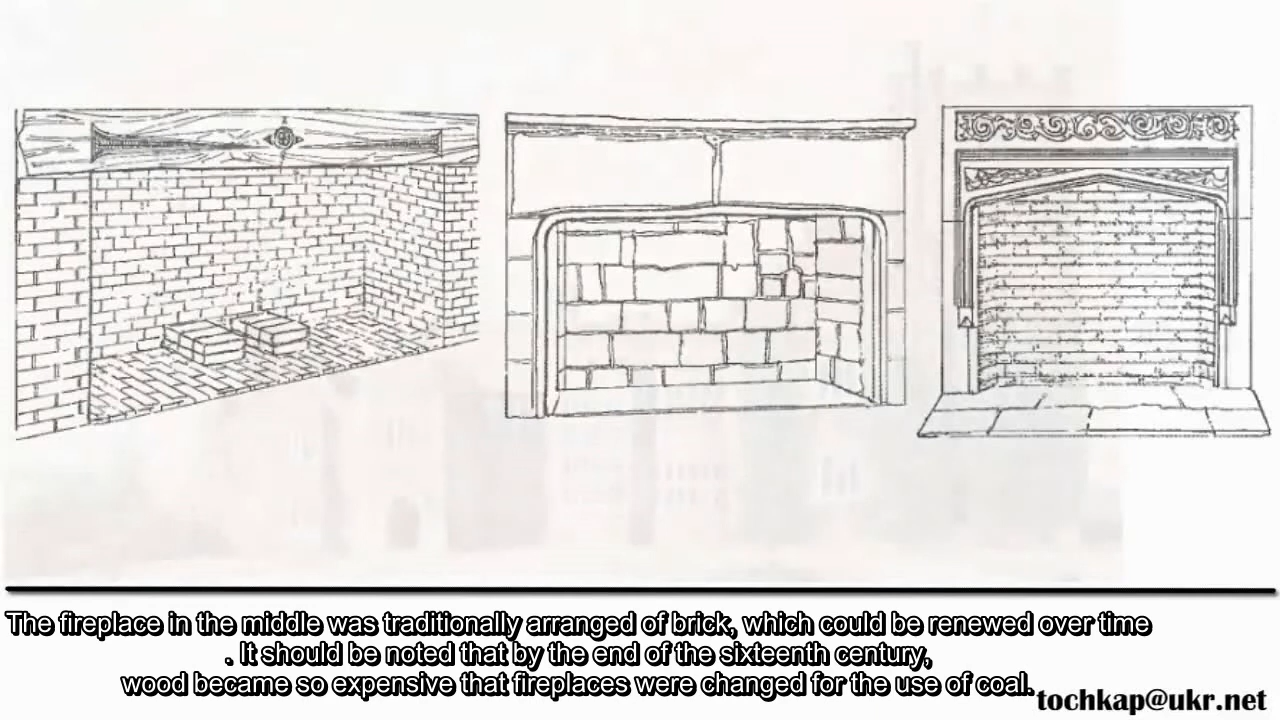 The fireplace in the middle was traditionally arranged of brick, which could be renewed over time
. It should be noted that by the end of the sixteenth century,
wood became so expensive that fireplaces were changed for the use of coal.
tochkap@ukr.net